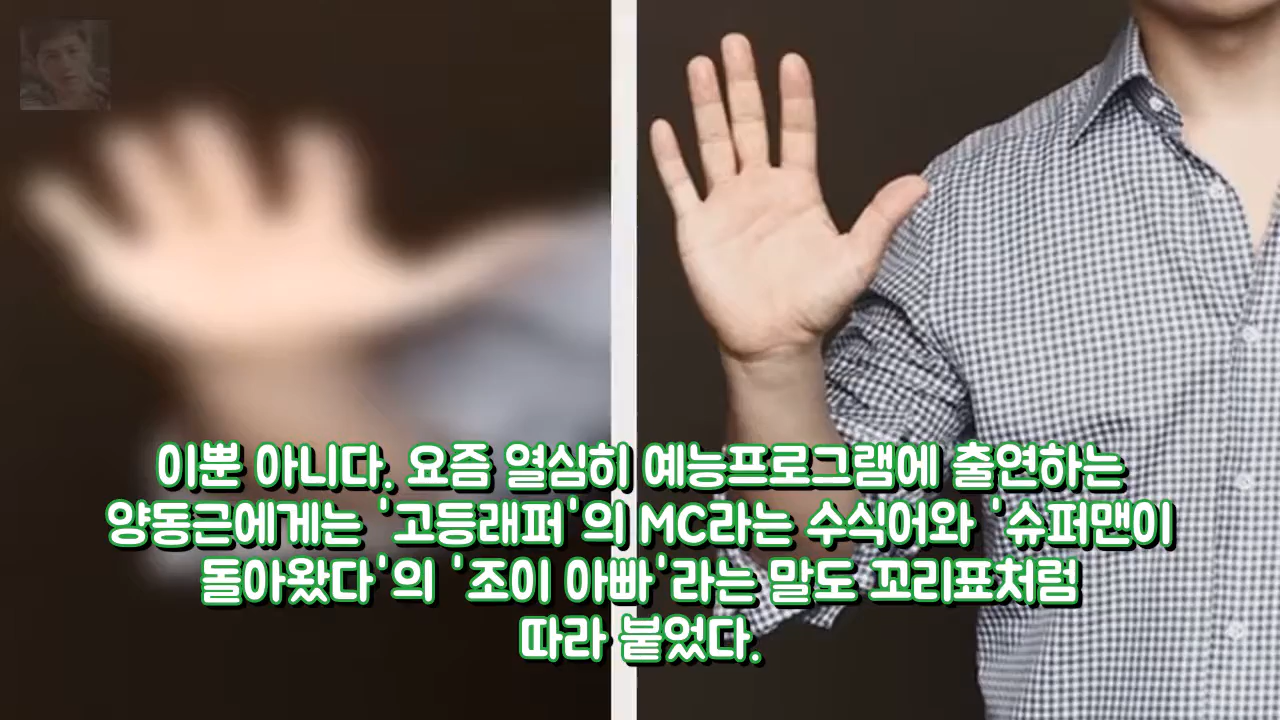 이뿐 아니다. 요즘 열심히 예능프로그램에 출연하는
양동근에게는 '고등래퍼'의 MC라는 수식어와 '슈퍼맨이
돌아왔다'의 '조이 아빠'라는 말도 꼬리표처럼
따라 붙었다.